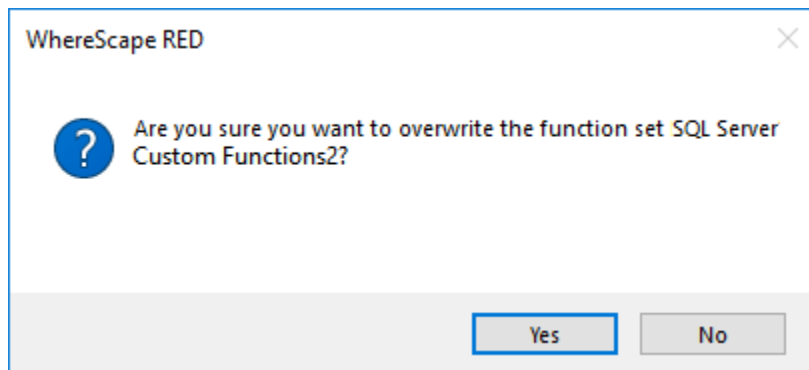 WhereScape RED
Are you sure you want to overwrite the function set SQL Server
Custom Functions2?
Yes
No